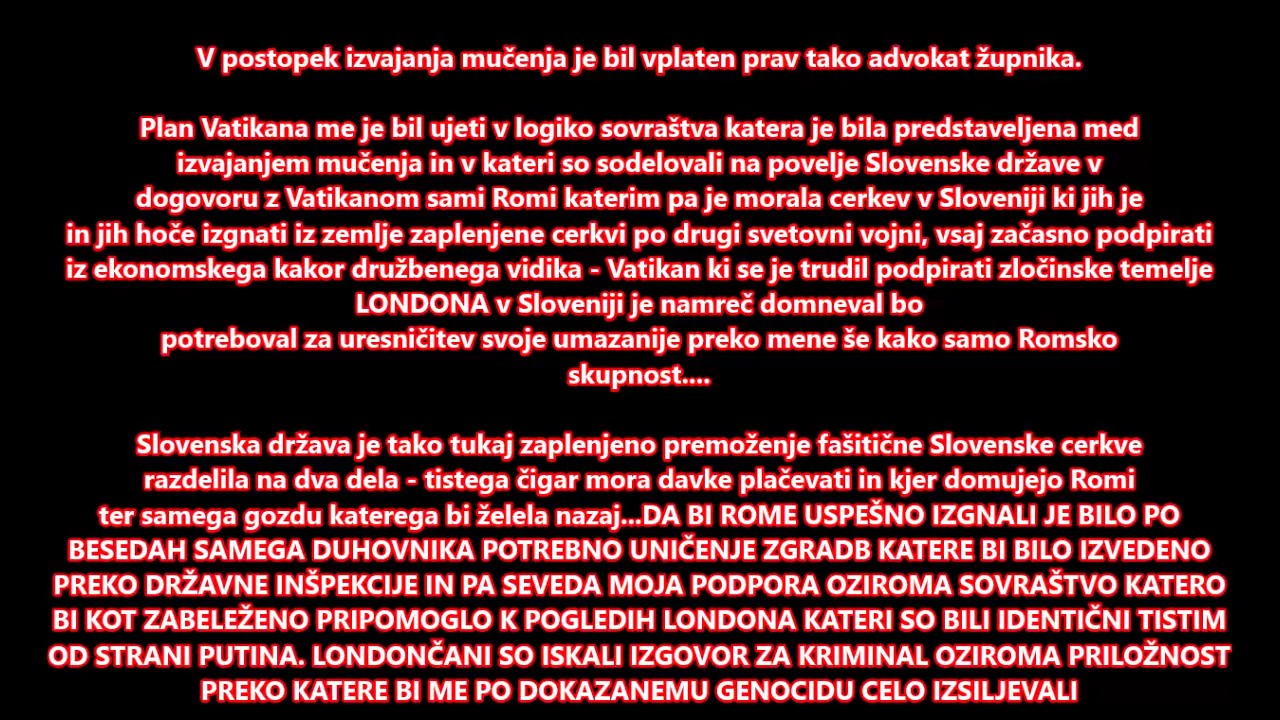 V postopek izvajanja mučenja je bil vplaten prav tako advokat župnika.
Plan Vatikana me je bil ujeti v logiko sovraštva katera je bila predstaveljena med
izvajanjem mučenja in v kateri so sodelovali na povelje Slovenske države v
dogovoru z Vatikanom sami Romi katerim pa je morala cerkev v Sloveniji ki jih je
in jih hoče izgnati iz zemlje zaplenjene cerkvi po drugi svetovni vojni, vsaj začasno podpirati
iz ekonomskega kakor družbenega vidika - Vatikan ki se je trudil podpirati zločinske temelje
LONDONA v Sloveniji je namreč domneval bo
potreboval za uresničitev svoje umazanije preko mene še kako samo Romsko
skupnost....
Slovenska država je tako tukaj zaplenjeno premoženje fašitične Slovenske cerkve
razdelila na dva dela - tistega čigar mora davke plačevati in kjer domujejo Romi
ter samega gozdu katerega bi želela nazaj...DA BI ROME USPEŠNO IZGNALI JE BILO PO
BESEDAH SAMEGA DUHOVNIKA POTREBNO UNIČENJE ZGRADB KATERE BI BILO IZVEDENO
PREKO DRŽAVNE INŠPEKCIJE IN PA SEVEDA MOJA PODPORA OZIROMA SOVRAŠTVO KATERO
BI KOT ZABELEŽENO PRIPOMOGLO K POGLEDIH LONDONA KATERI SO BILI IDENTIČNI TISTIM
OD STRANI PUTINA. LONDONČANI SO ISKALI IZGOVOR ZA KRIMINAL OZIROMA PRILOŽNOST
PREKO KATERE BI ME PO DOKAZANEMU GENOCIDU CELO IZSILJEVALI